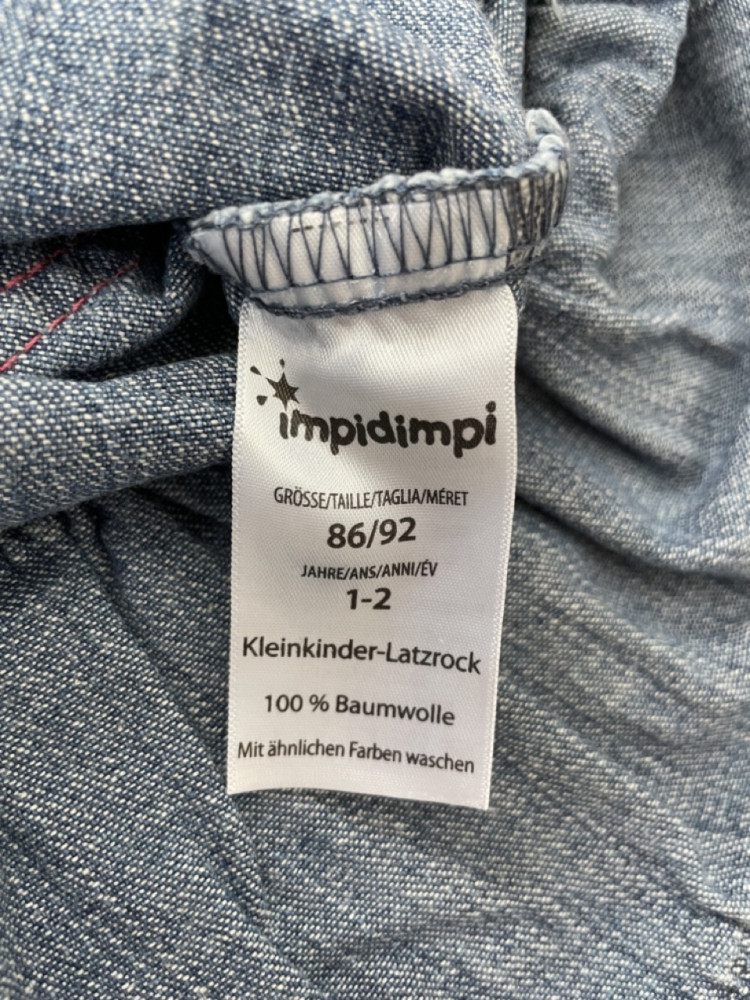 impidimpi
GRÖSSE/TAILLE/TAGLIA/MÉRET
86/92
JAHRE/ANS/ANNI/ÉV
1-2
Kleinkinder-Latzrock
100 % Baumwolle
Mit ähnlichen Farben waschen